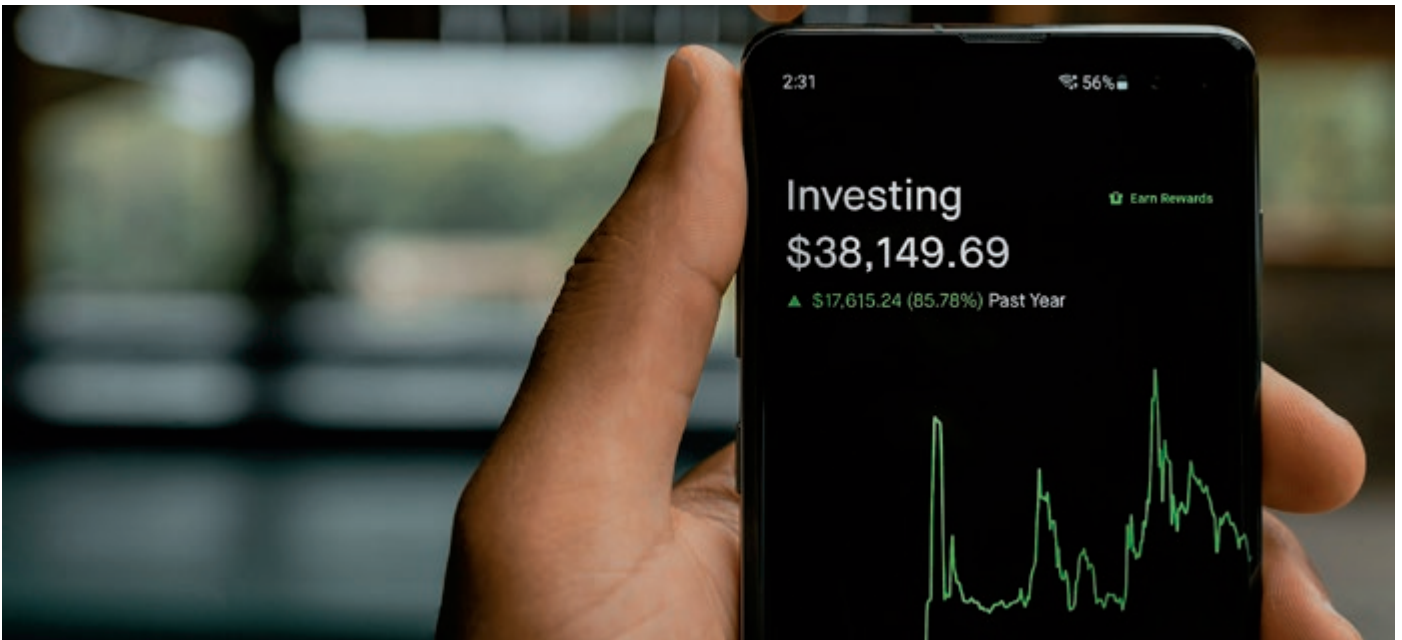 2:31 56%
Investing
Earn Rewards
$38,149.69
$17,615.24 (85.78%) Past Year